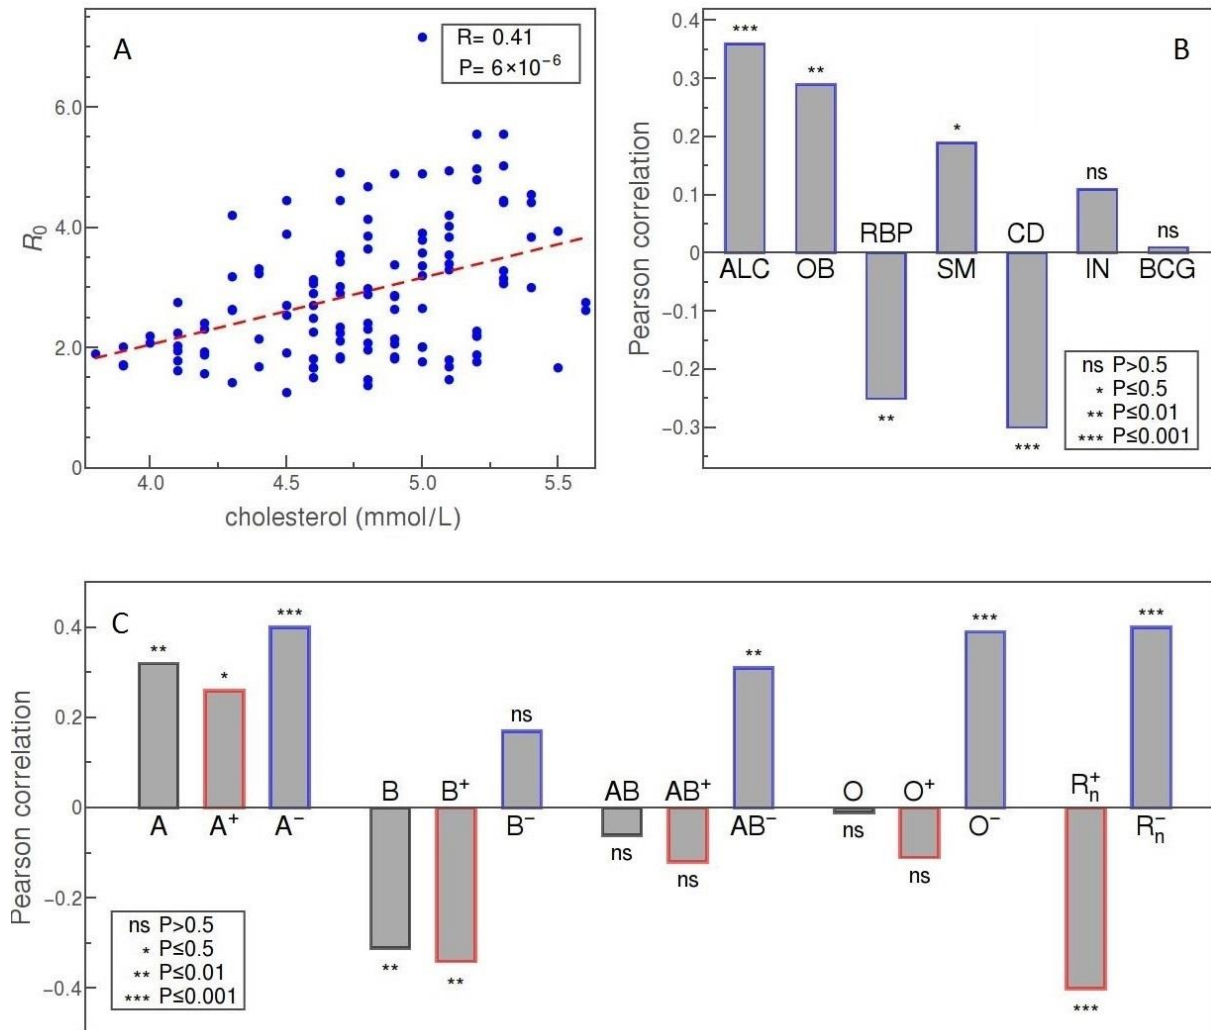 A
R= 0.41
P= 6×10⁻⁶
6.0
4.0
2.0
0
R₀
4.0 4.5 5.0 5.5
cholesterol (mmol/L)
B
0.4
0.3
0.2
0.1
0
−0.1
−0.2
−0.3
Pearson correlation
*** ** * ns ns
RBP CD
ALC OB SM IN BCG
** ***
ns P>0.5
* P≤0.5
** P≤0.01
*** P≤0.001
C
0.4
0.2
0
−0.2
−0.4
Pearson correlation
** * *** ns ** *** ***
B B⁺ AB AB⁺ O O⁺ Rₙ⁺
A A⁺ A⁻ B⁻ AB⁻ O⁻ Rₙ⁻
** ** ns ns ns ns ***
ns P>0.5
* P≤0.5
** P≤0.01
*** P≤0.001